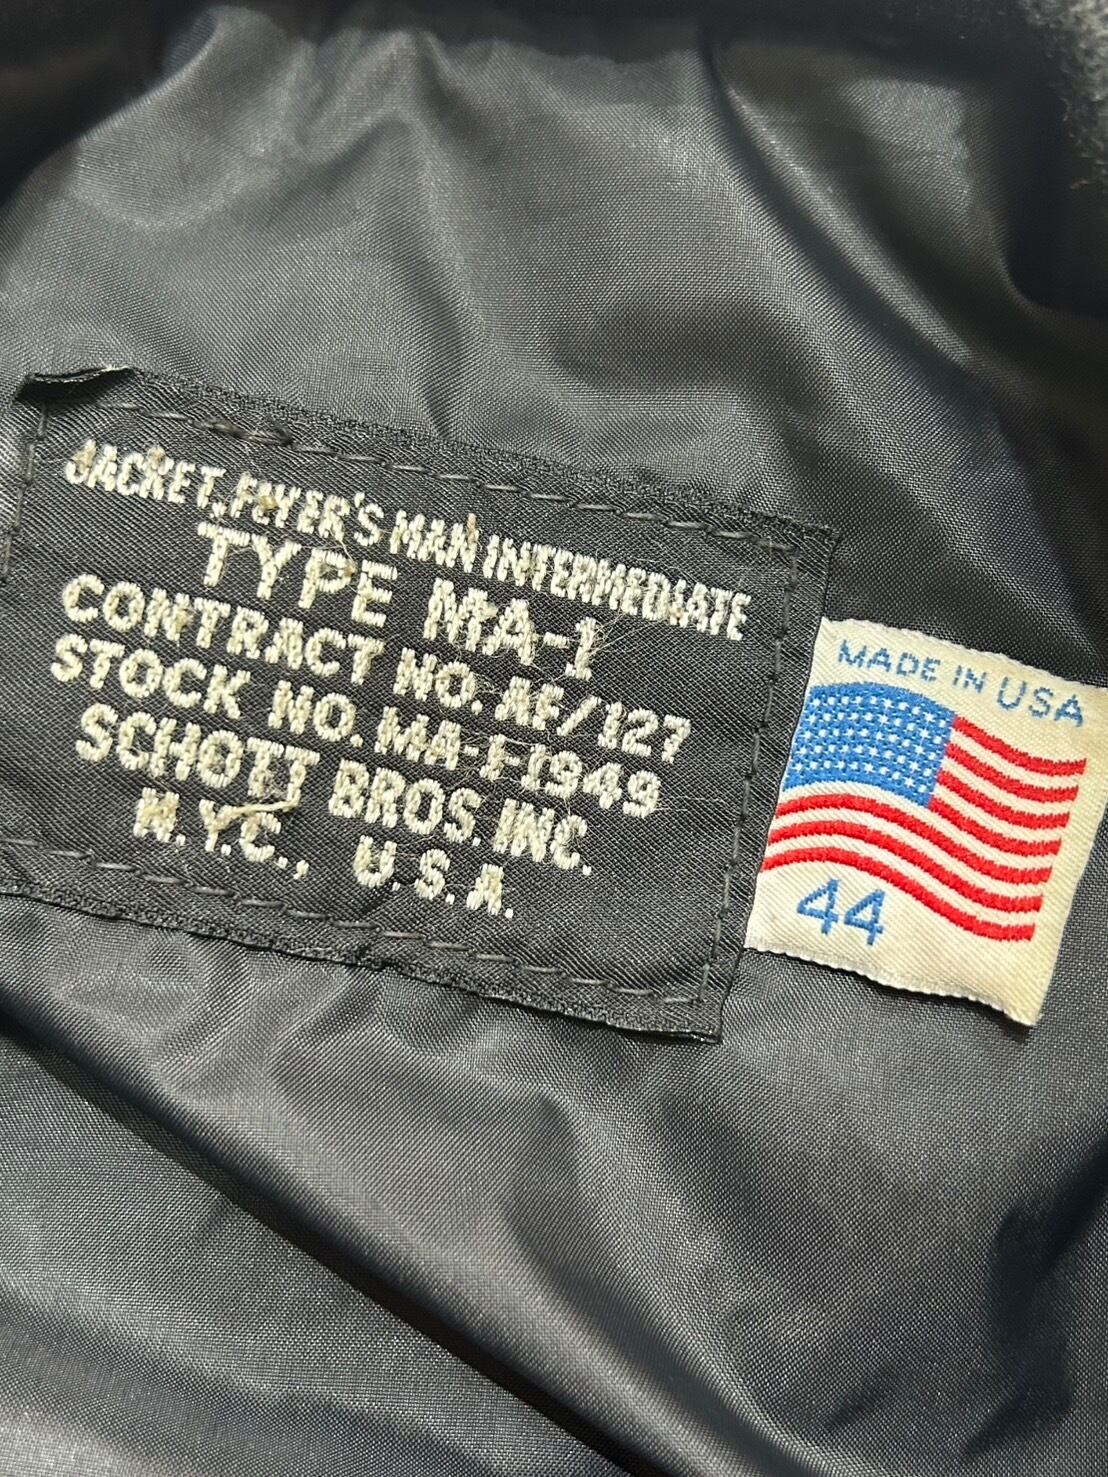 JACKET, FLYER'S MAN INTERMEDIATE
TYPE MA-1
CONTRACT NO. AF/127
STOCK NO. MA-F1949
SCHOTT BROS. INC.
N.Y.C., U.S.A.
MADE IN USA
44